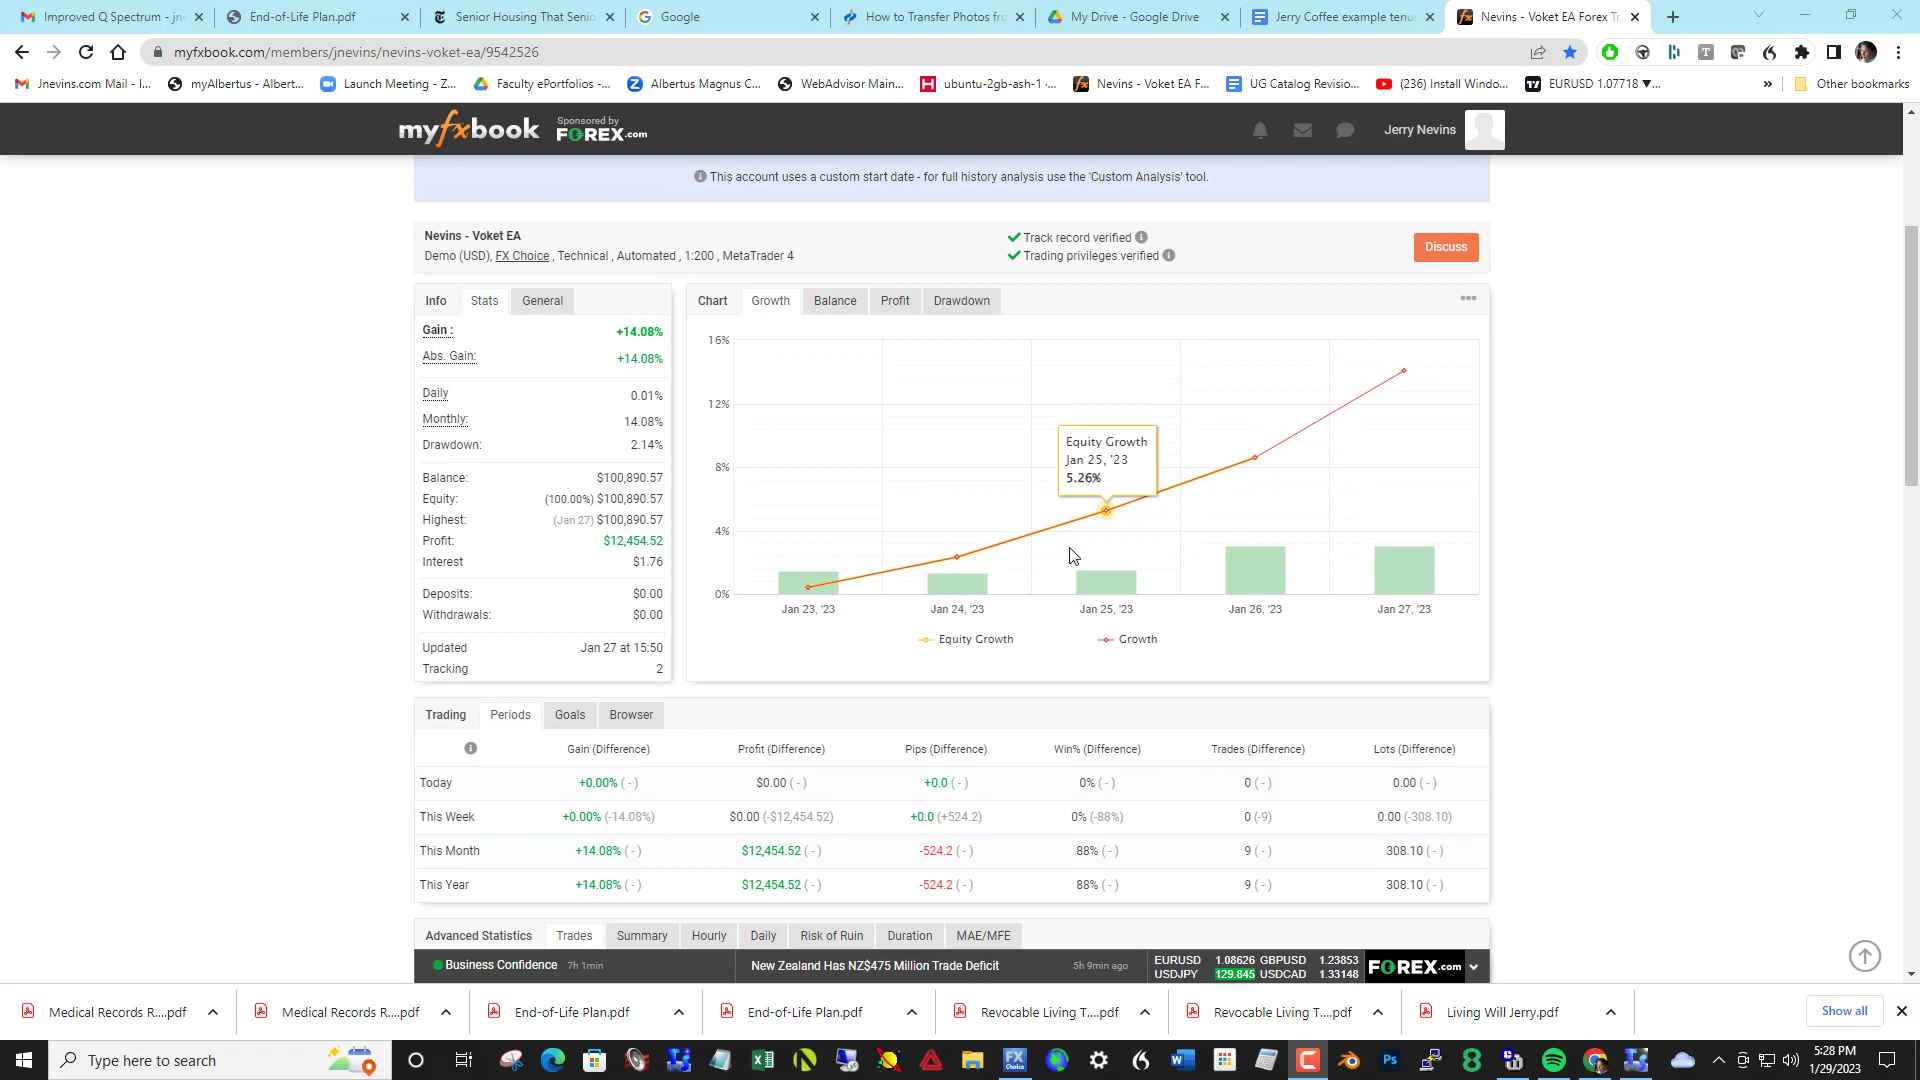 Improved Q Spectrum - jne
End-of-Life Plan.pdf
Senior Housing That Senio
Google
How to Transfer Photos fro
My Drive - Google Drive
Jerry Coffee example tenu
Nevins - Voket EA Forex Tr
myfxbook.com/members/jnevins/nevins-voket-ea/9542526
Jnevins.com Mail - I...
myAlbertus - Albert...
Launch Meeting - Z...
Faculty ePortfolios -...
Albertus Magnus C...
WebAdvisor Main...
ubuntu-2gb-ash-1 -...
Nevins - Voket EA F...
UG Catalog Revisio...
(236) Install Windo...
EURUSD 1.07718 ▼...
»
Other bookmarks
myfxbook
Sponsored by
FOREX.com
Jerry Nevins
This account uses a custom start date - for full history analysis use the 'Custom Analysis' tool.
Nevins - Voket EA
Demo (USD), FX Choice , Technical , Automated , 1:200 , MetaTrader 4
Track record verified
Trading privileges verified
Discuss
Info Stats General
Gain : +14.08%
Abs. Gain: +14.08%
Daily 0.01%
Monthly: 14.08%
Drawdown: 2.14%
Balance: $100,890.57
Equity: (100.00%) $100,890.57
Highest: (Jan 27) $100,890.57
Profit: $12,454.52
Interest $1.76
Deposits: $0.00
Withdrawals: $0.00
Updated Jan 27 at 15:50
Tracking 2
Chart Growth Balance Profit Drawdown
16%
12%
8%
4%
0%
Equity Growth
Jan 25, '23
5.26%
Jan 23, '23 Jan 24, '23 Jan 25, '23 Jan 26, '23 Jan 27, '23
Equity Growth Growth
Trading Periods Goals Browser
Gain (Difference) Profit (Difference) Pips (Difference) Win% (Difference) Trades (Difference) Lots (Difference)
Today +0.00% ( - ) $0.00 ( - ) +0.0 ( - ) 0% ( - ) 0 ( - ) 0.00 ( - )
This Week +0.00% (-14.08%) $0.00 (-$12,454.52) +0.0 (+524.2) 0% (-88%) 0 (-9) 0.00 (-308.10)
This Month +14.08% ( - ) $12,454.52 ( - ) -524.2 ( - ) 88% ( - ) 9 ( - ) 308.10 ( - )
This Year +14.08% ( - ) $12,454.52 ( - ) -524.2 ( - ) 88% ( - ) 9 ( - ) 308.10 ( - )
Advanced Statistics Trades Summary Hourly Daily Risk of Ruin Duration MAE/MFE
Business Confidence 7h 1min
New Zealand Has NZ$475 Million Trade Deficit 5h 9min ago
EURUSD 1.08626 GBPUSD 1.23853
USDJPY 129.845 USDCAD 1.33148
FOREX.com
Medical Records R....pdf
Medical Records R....pdf
End-of-Life Plan.pdf
End-of-Life Plan.pdf
Revocable Living T....pdf
Revocable Living T....pdf
Living Will Jerry.pdf
Show all
Type here to search
FX
Choice
Ps
5:28 PM
1/29/2023